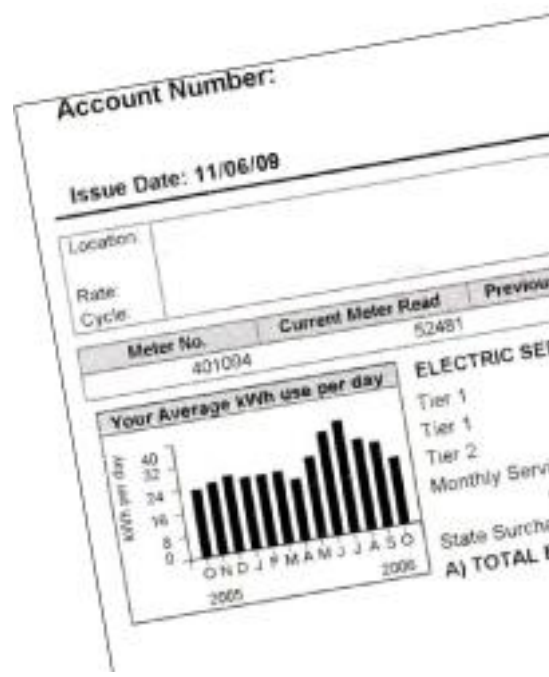 Account Number:
Issue Date: 11/06/09
Location
Rate:
Cycle:
Meter No. Current Meter Read Previou
401094 52481
Your Average kWh use per day
kWh per day
40
32
24
16
8
0
O N D J F M A M J J A S O
2005 2006
ELECTRIC SE
Tier 1
Tier 1
Tier 2
Monthly Servi
State Surcha
A) TOTAL